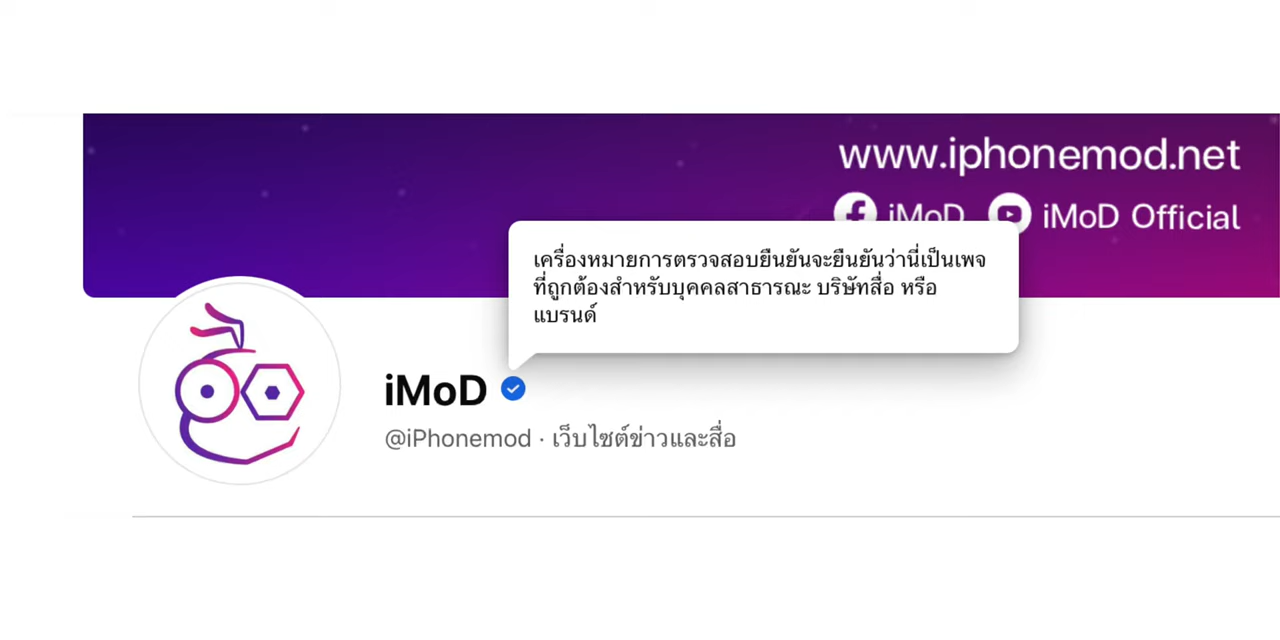 www.iphonemod.net
iMoD iMoD Official
เครื่องหมายการตรวจสอบยืนยันจะยืนยันว่านี่เป็นเพจ
ที่ถูกต้องสำหรับบุคคลสาธารณะ บริษัทสื่อ หรือ
แบรนด์
iMoD
@iPhonemod · เว็บไซต์ข่าวและสื่อ